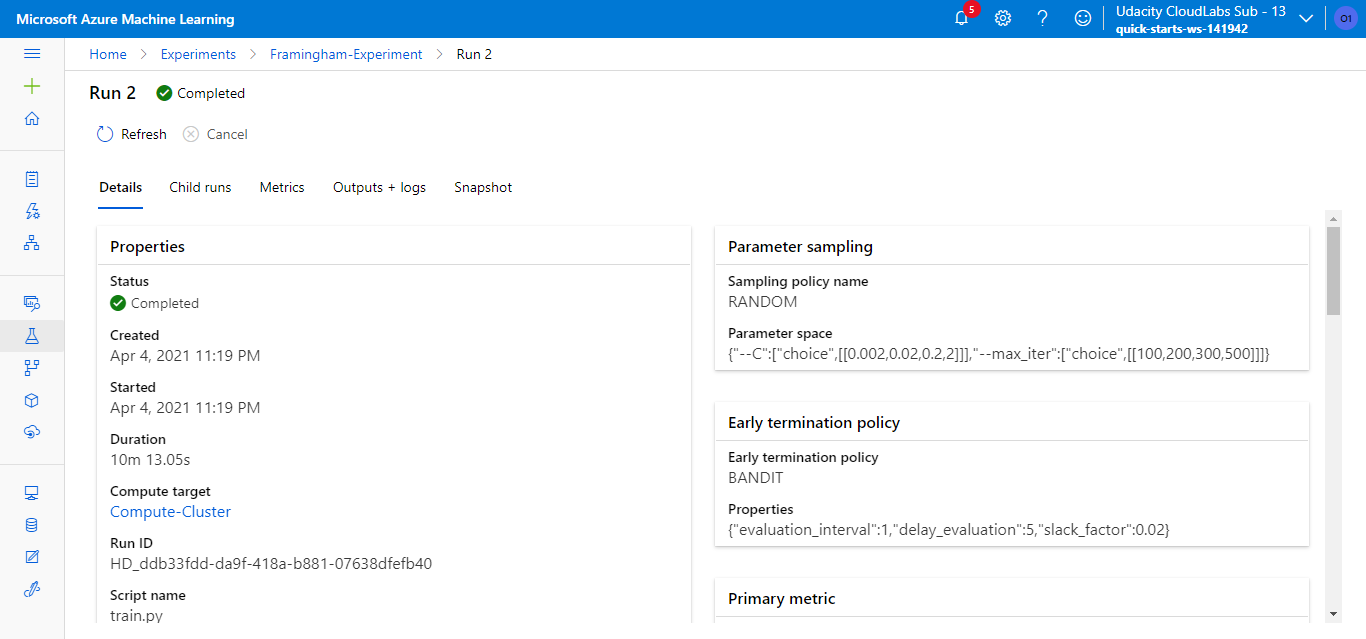 Microsoft Azure Machine Learning
5
Udacity CloudLabs Sub - 13
quick-starts-ws-141942
O1
Home > Experiments > Framingham-Experiment > Run 2
Run 2 Completed
Refresh Cancel
Details Child runs Metrics Outputs + logs Snapshot
Properties
Status
Completed
Created
Apr 4, 2021 11:19 PM
Started
Apr 4, 2021 11:19 PM
Duration
10m 13.05s
Compute target
Compute-Cluster
Run ID
HD_ddb33fdd-da9f-418a-b881-07638dfefb40
Script name
train.py
Parameter sampling
Sampling policy name
RANDOM
Parameter space
{"--C":["choice",[[0.002,0.02,0.2,2]]],"--max_iter":["choice",[[100,200,300,500]]]}
Early termination policy
Early termination policy
BANDIT
Properties
{"evaluation_interval":1,"delay_evaluation":5,"slack_factor":0.02}
Primary metric